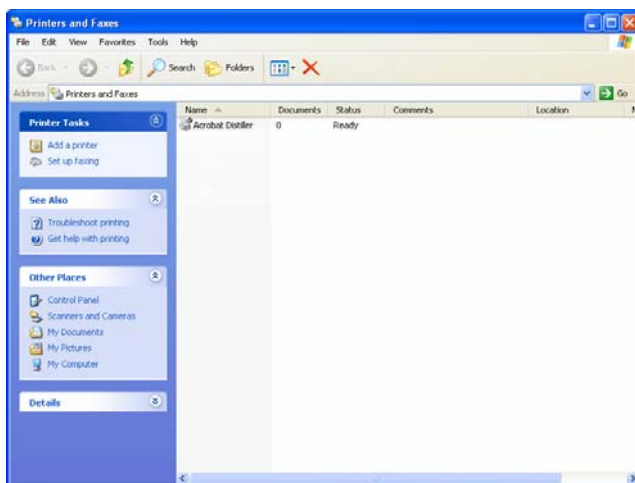 Printers and Faxes
File Edit View Favorites Tools Help
Back Search Folders
Address Printers and Faxes Go
Name Documents Status Comments Location
Acrobat Distiller 0 Ready
Printer Tasks
Add a printer
Set up faxing
See Also
Troubleshoot printing
Get help with printing
Other Places
Control Panel
Scanners and Cameras
My Documents
My Pictures
My Computer
Details